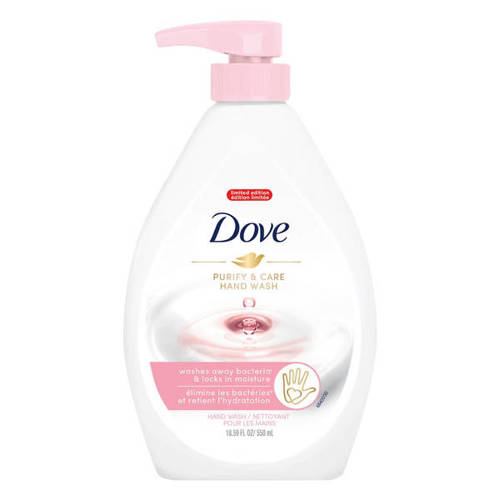 limited edition
édition limitée
Dove
PURIFY & CARE
HAND WASH
washes away bacteria†
& locks in moisture
élimine les bactéries†
et retient l'hydratation
HAND WASH / NETTOYANT
POUR LES MAINS
18.59 FL OZ/ 550 mL